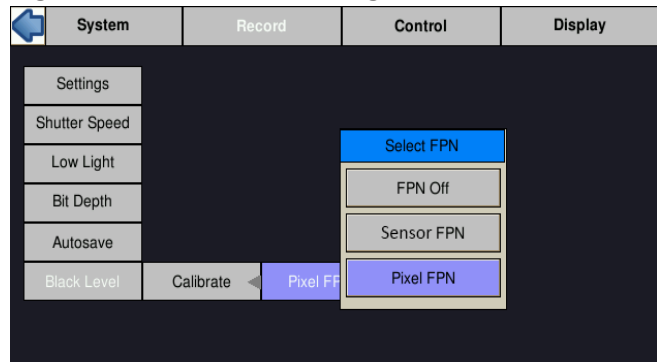 System Record Control Display
Settings
Shutter Speed
Low Light
Bit Depth
Autosave
Black Level Calibrate Pixel FP
Select FPN
FPN Off
Sensor FPN
Pixel FPN